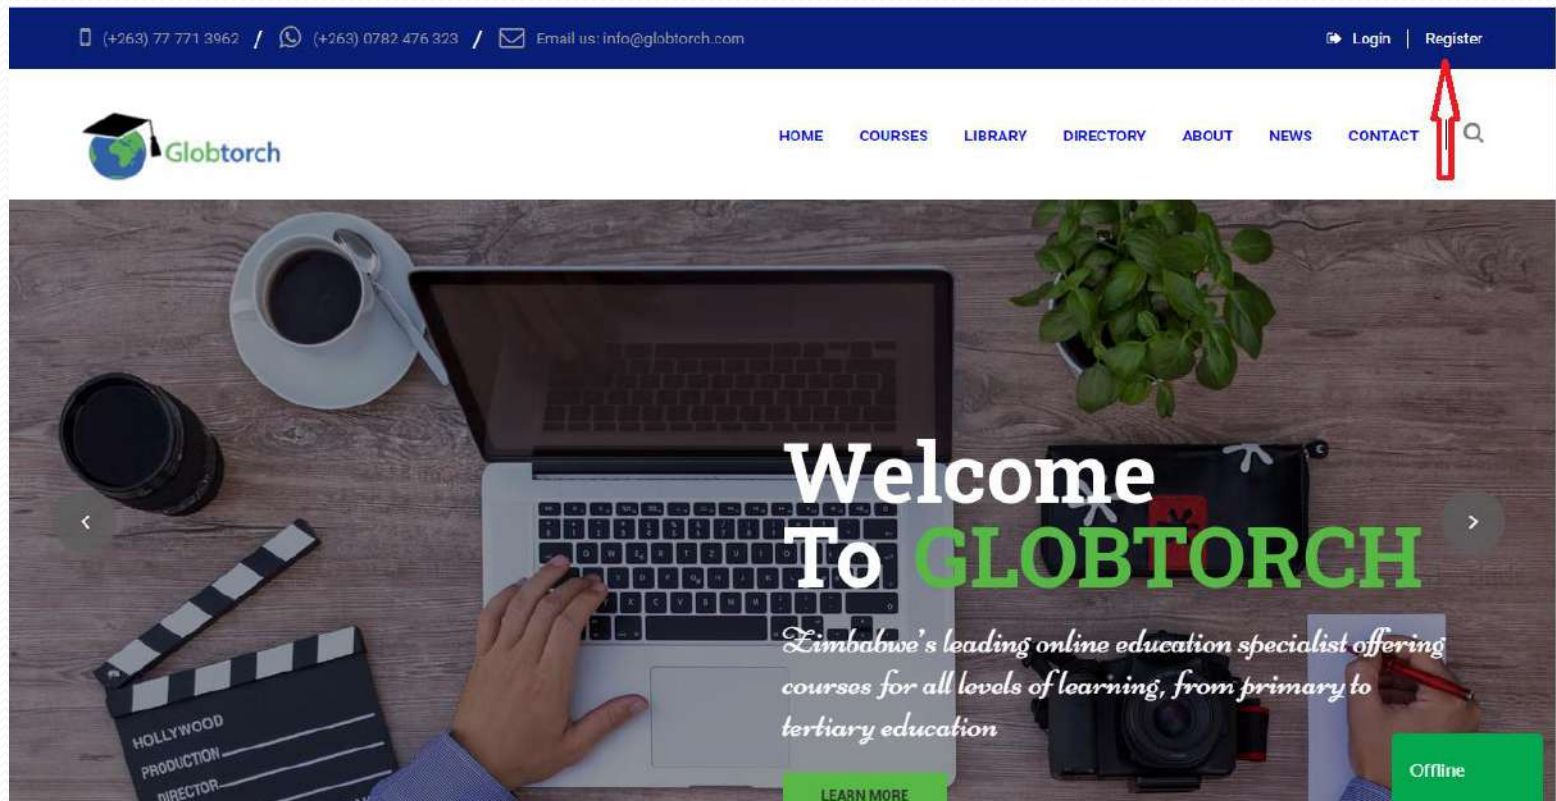 (+263) 77 771 3962 / (+263) 0782 476 323 / Email us: info@globtorch.com
Login | Register
Globtorch
HOME COURSES LIBRARY DIRECTORY ABOUT NEWS CONTACT
Welcome
To GLOBTORCH
Zimbabwe's leading online education specialist offering
courses for all levels of learning, from primary to
tertiary education
HOLLYWOOD
PRODUCTION
DIRECTOR
LEARN MORE
Offline